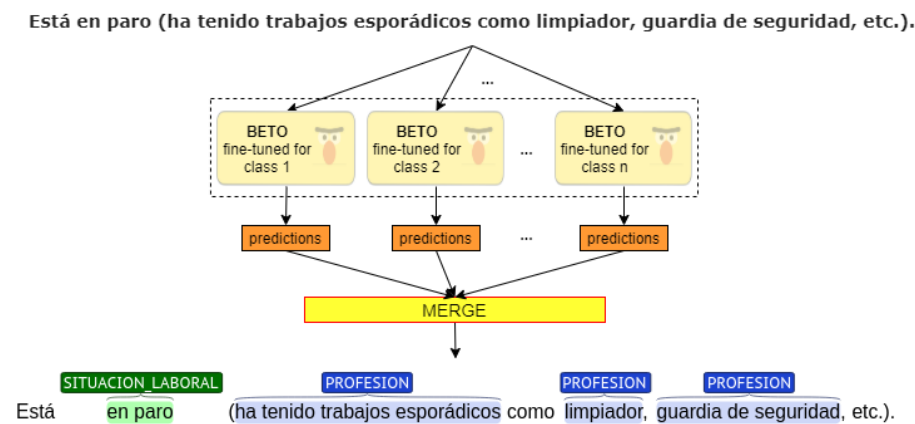 Está en paro (ha tenido trabajos esporádicos como limpiador, guardia de seguridad, etc.).
...
BETO
fine-tuned for
class 1
BETO
fine-tuned for
class 2
...
BETO
fine-tuned for
class n
predictions
predictions
...
predictions
MERGE
SITUACION_LABORAL PROFESION PROFESION PROFESION
Está en paro (ha tenido trabajos esporádicos como limpiador, guardia de seguridad, etc.).